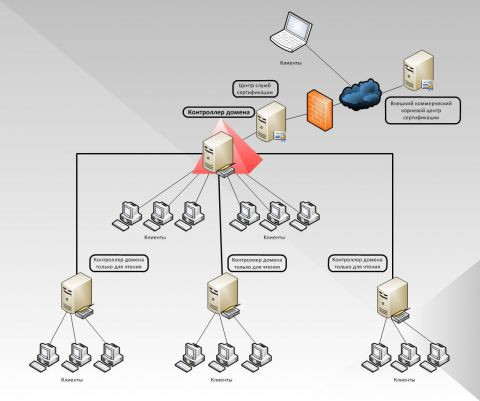 Клиенты
Центр служб
сертификации
Внешний коммерческий
корневой центр
сертификации
Контроллер домена
Клиенты
Клиенты
Контроллер домена
только для чтения
Контроллер домена
только для чтения
Контроллер домена
только для чтения
Клиенты
Клиенты
Клиенты